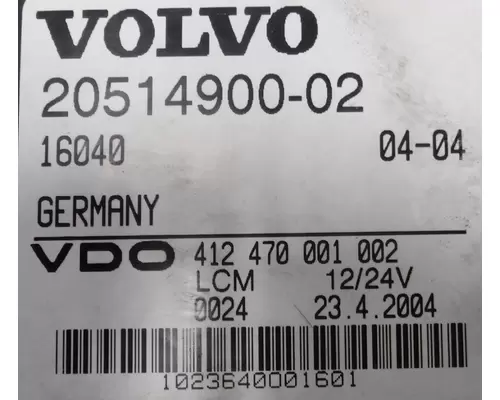 VOLVO
20514900-02
16040 04-04
GERMANY
VDO 412 470 001 002
LCM 12/24V
0024 23.4.2004
1023640001601